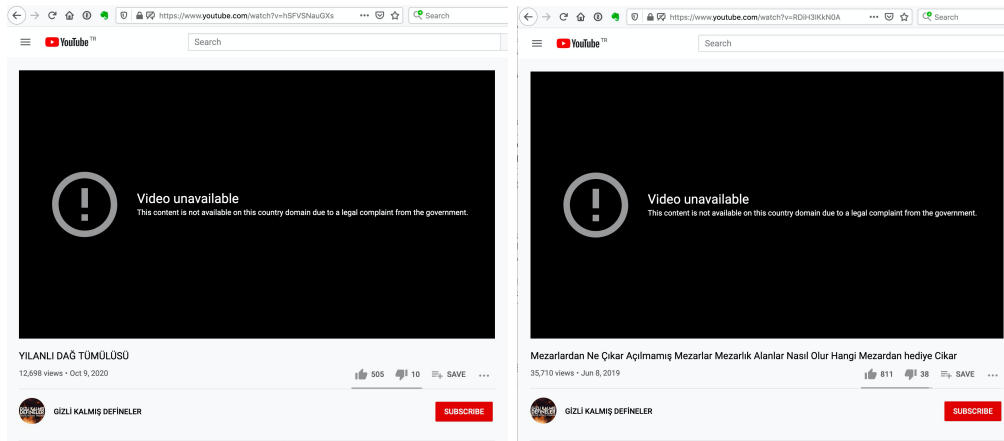 https://www.youtube.com/watch?v=hSFVSNauGXs
Search
YouTube TR
Search
Video unavailable
This content is not available on this country domain due to a legal complaint from the government.
YILANLI DAĞ TÜMÜLÜSÜ
12,698 views • Oct 9, 2020
505
10
SAVE
GİZLİ KALMIŞ DEFİNELER
SUBSCRIBE
https://www.youtube.com/watch?v=RDiH3lKkN0A
Search
YouTube TR
Search
Video unavailable
This content is not available on this country domain due to a legal complaint from the government.
Mezarlardan Ne Çıkar Açılmamış Mezarlar Mezarlık Alanlar Nasıl Olur Hangi Mezardan hediye Cikar
35,710 views • Jun 8, 2019
811
38
SAVE
GİZLİ KALMIŞ DEFİNELER
SUBSCRIBE